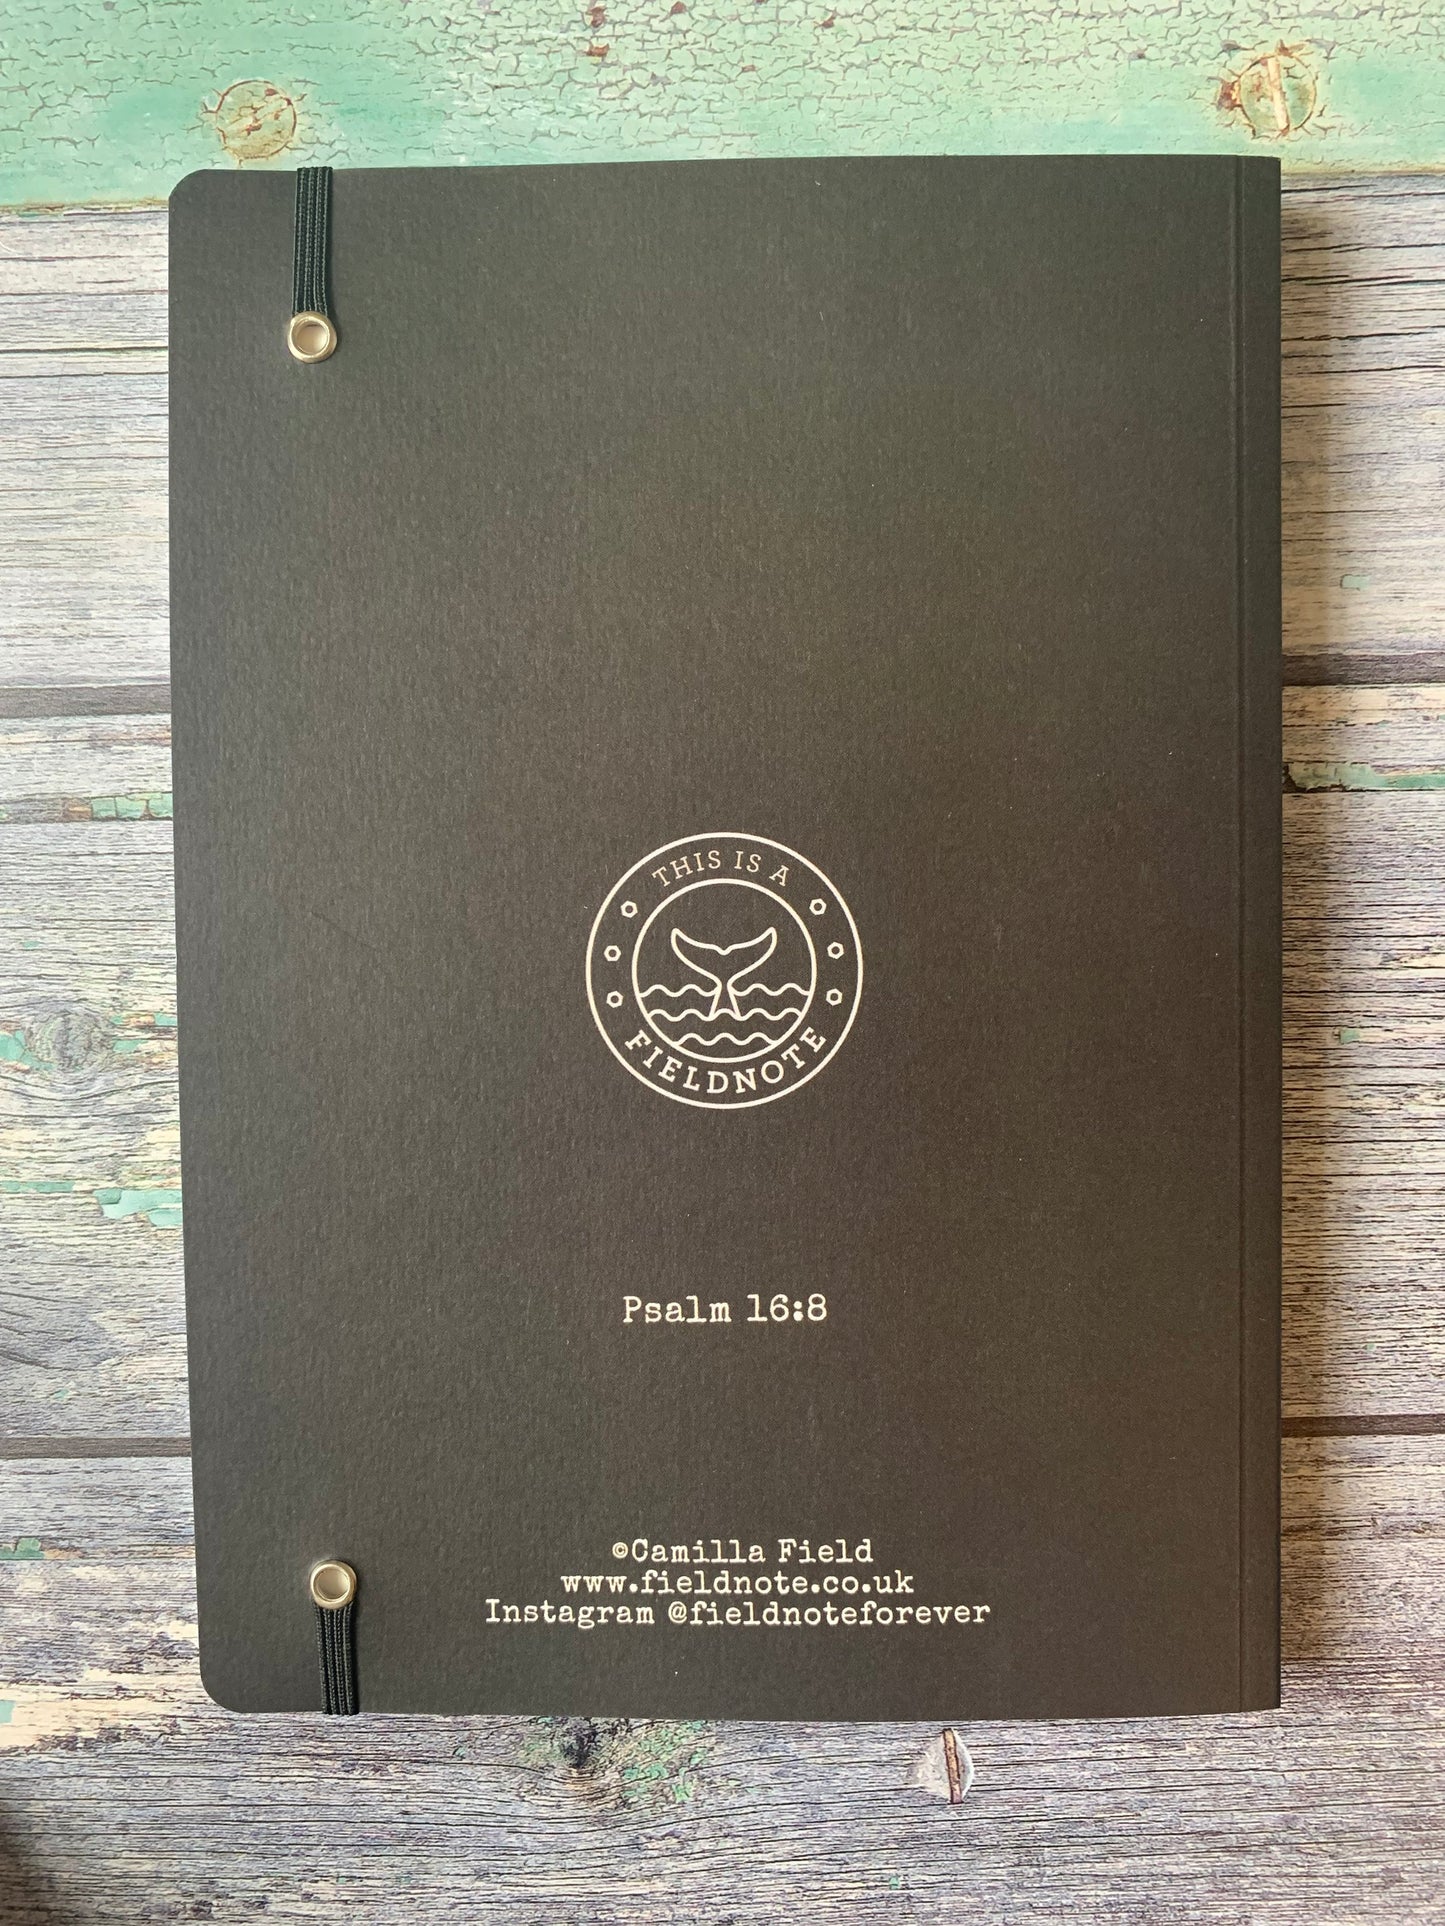 THIS IS A
FIELDNOTE
Psalm 16:8
©Camilla Field
www.fieldnote.co.uk
Instagram @fieldnoteforever